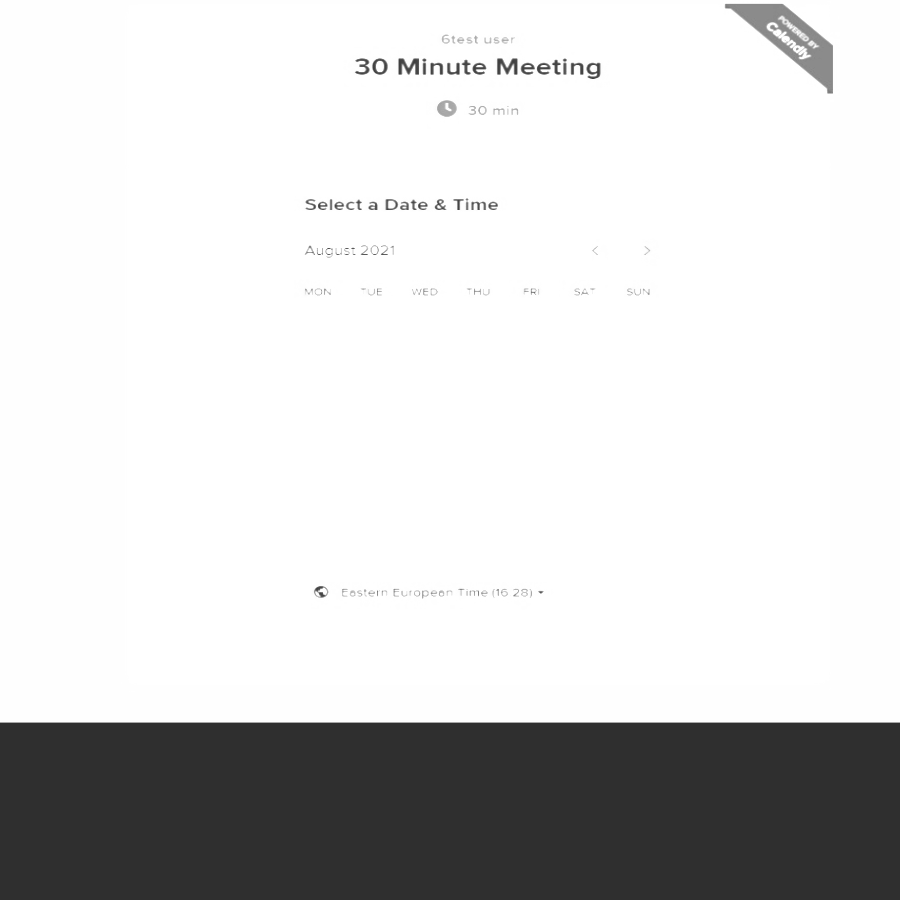 POWERED BY
Calendly
6test user
30 Minute Meeting
30 min
Select a Date & Time
August 2021
MON TUE WED THU FRI SAT SUN
Eastern European Time (16:28)